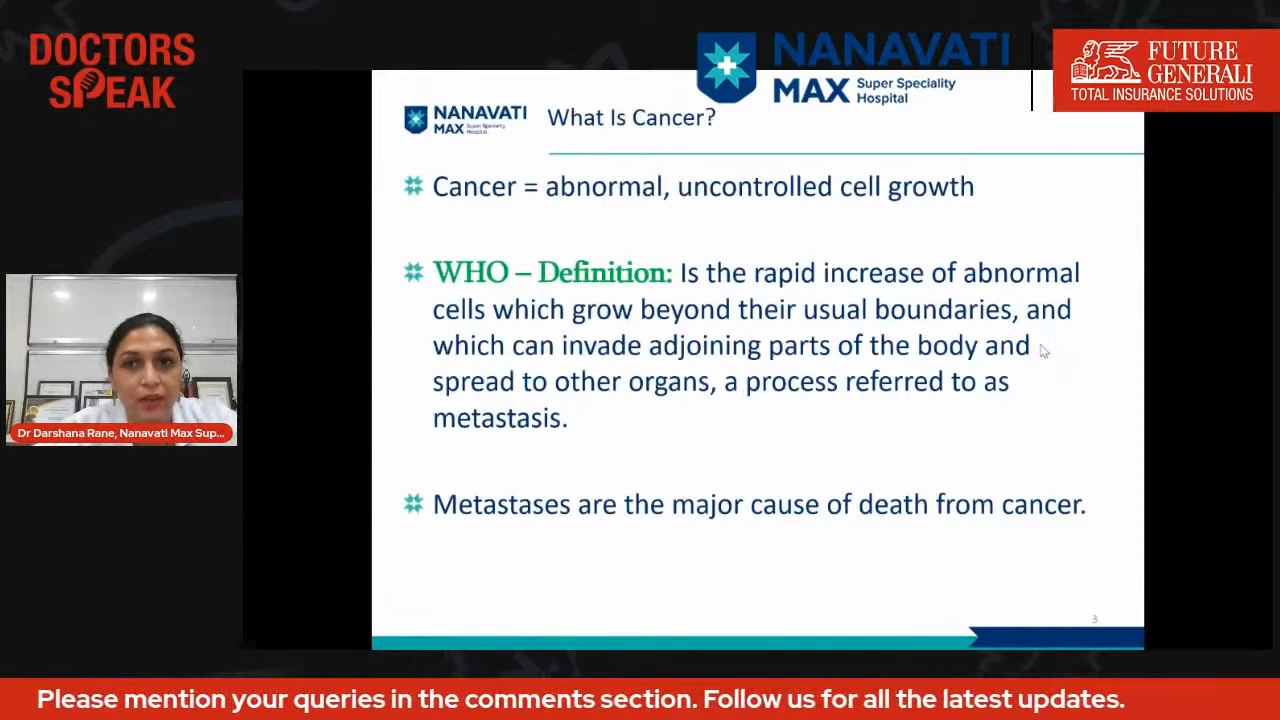 DOCTORS
SPEAK
NANAVATI
MAX Super Speciality
Hospital
FUTURE
GENERALI
TOTAL INSURANCE SOLUTIONS
NANAVATI
MAX Super Speciality
Hospital
What Is Cancer?
Cancer = abnormal, uncontrolled cell growth
WHO – Definition: Is the rapid increase of abnormal
cells which grow beyond their usual boundaries, and
which can invade adjoining parts of the body and
spread to other organs, a process referred to as
metastasis.
Metastases are the major cause of death from cancer.
3
Dr Darshana Rane, Nanavati Max Sup...
Please mention your queries in the comments section. Follow us for all the latest updates.